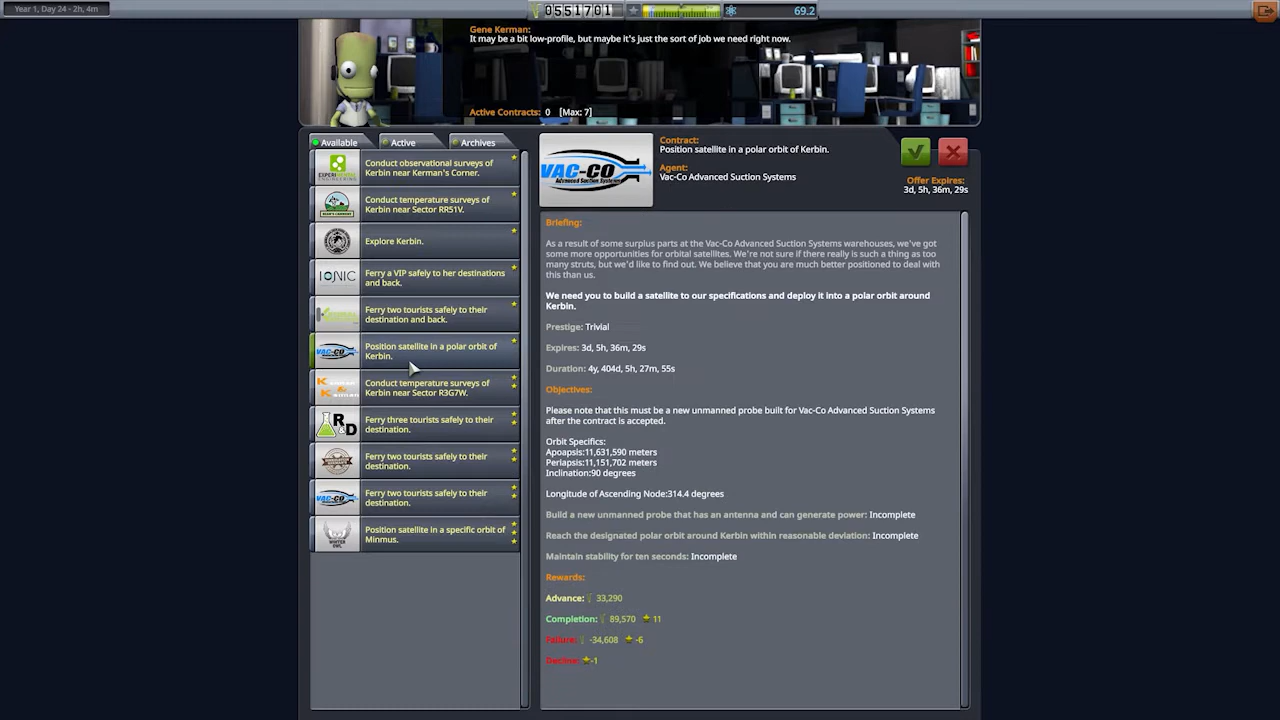 Year 1, Day 24 - 2h, 4m
0551701
69.2
Gene Kerman:
It may be a bit low-profile, but maybe it's just the sort of job we need right now.
Active Contracts: 0 [Max: 7]
Available
Active
Archives
Conduct observational surveys of
Kerbin near Kerman's Corner.
Conduct temperature surveys of
Kerbin near Sector RR51V.
Explore Kerbin.
IONIC
Ferry a VIP safely to her destinations
and back.
Ferry two tourists safely to their
destination and back.
VAC-CO
Position satellite in a polar orbit of
Kerbin.
Conduct temperature surveys of
Kerbin near Sector R3G7W.
R&D
Ferry three tourists safely to their
destination.
Ferry two tourists safely to their
destination.
VAC-CO
Ferry two tourists safely to their
destination.
WINTER
OWL
Position satellite in a specific orbit of
Minmus.
VAC-CO
Advanced Suction Systems
Contract:
Position satellite in a polar orbit of Kerbin.
Agent:
Vac-Co Advanced Suction Systems
Offer Expires:
3d, 5h, 36m, 29s
Briefing:
As a result of some surplus parts at the Vac-Co Advanced Suction Systems warehouses, we've got
some more opportunities for orbital satellites. We're not sure if there really is such a thing as too
many struts, but we'd like to find out. We believe that you are much better positioned to deal with
this than us.
We need you to build a satellite to our specifications and deploy it into a polar orbit around
Kerbin.
Prestige: Trivial
Expires: 3d, 5h, 36m, 29s
Duration: 4y, 404d, 5h, 27m, 55s
Objectives:
Please note that this must be a new unmanned probe built for Vac-Co Advanced Suction Systems
after the contract is accepted.
Orbit Specifics:
Apoapsis:11,631,590 meters
Periapsis:11,151,702 meters
Inclination:90 degrees
Longitude of Ascending Node:314.4 degrees
Build a new unmanned probe that has an antenna and can generate power: Incomplete
Reach the designated polar orbit around Kerbin within reasonable deviation: Incomplete
Maintain stability for ten seconds: Incomplete
Rewards:
Advance: 33,290
Completion: 89,570 11
Failure: -34,608 -6
Decline: -1